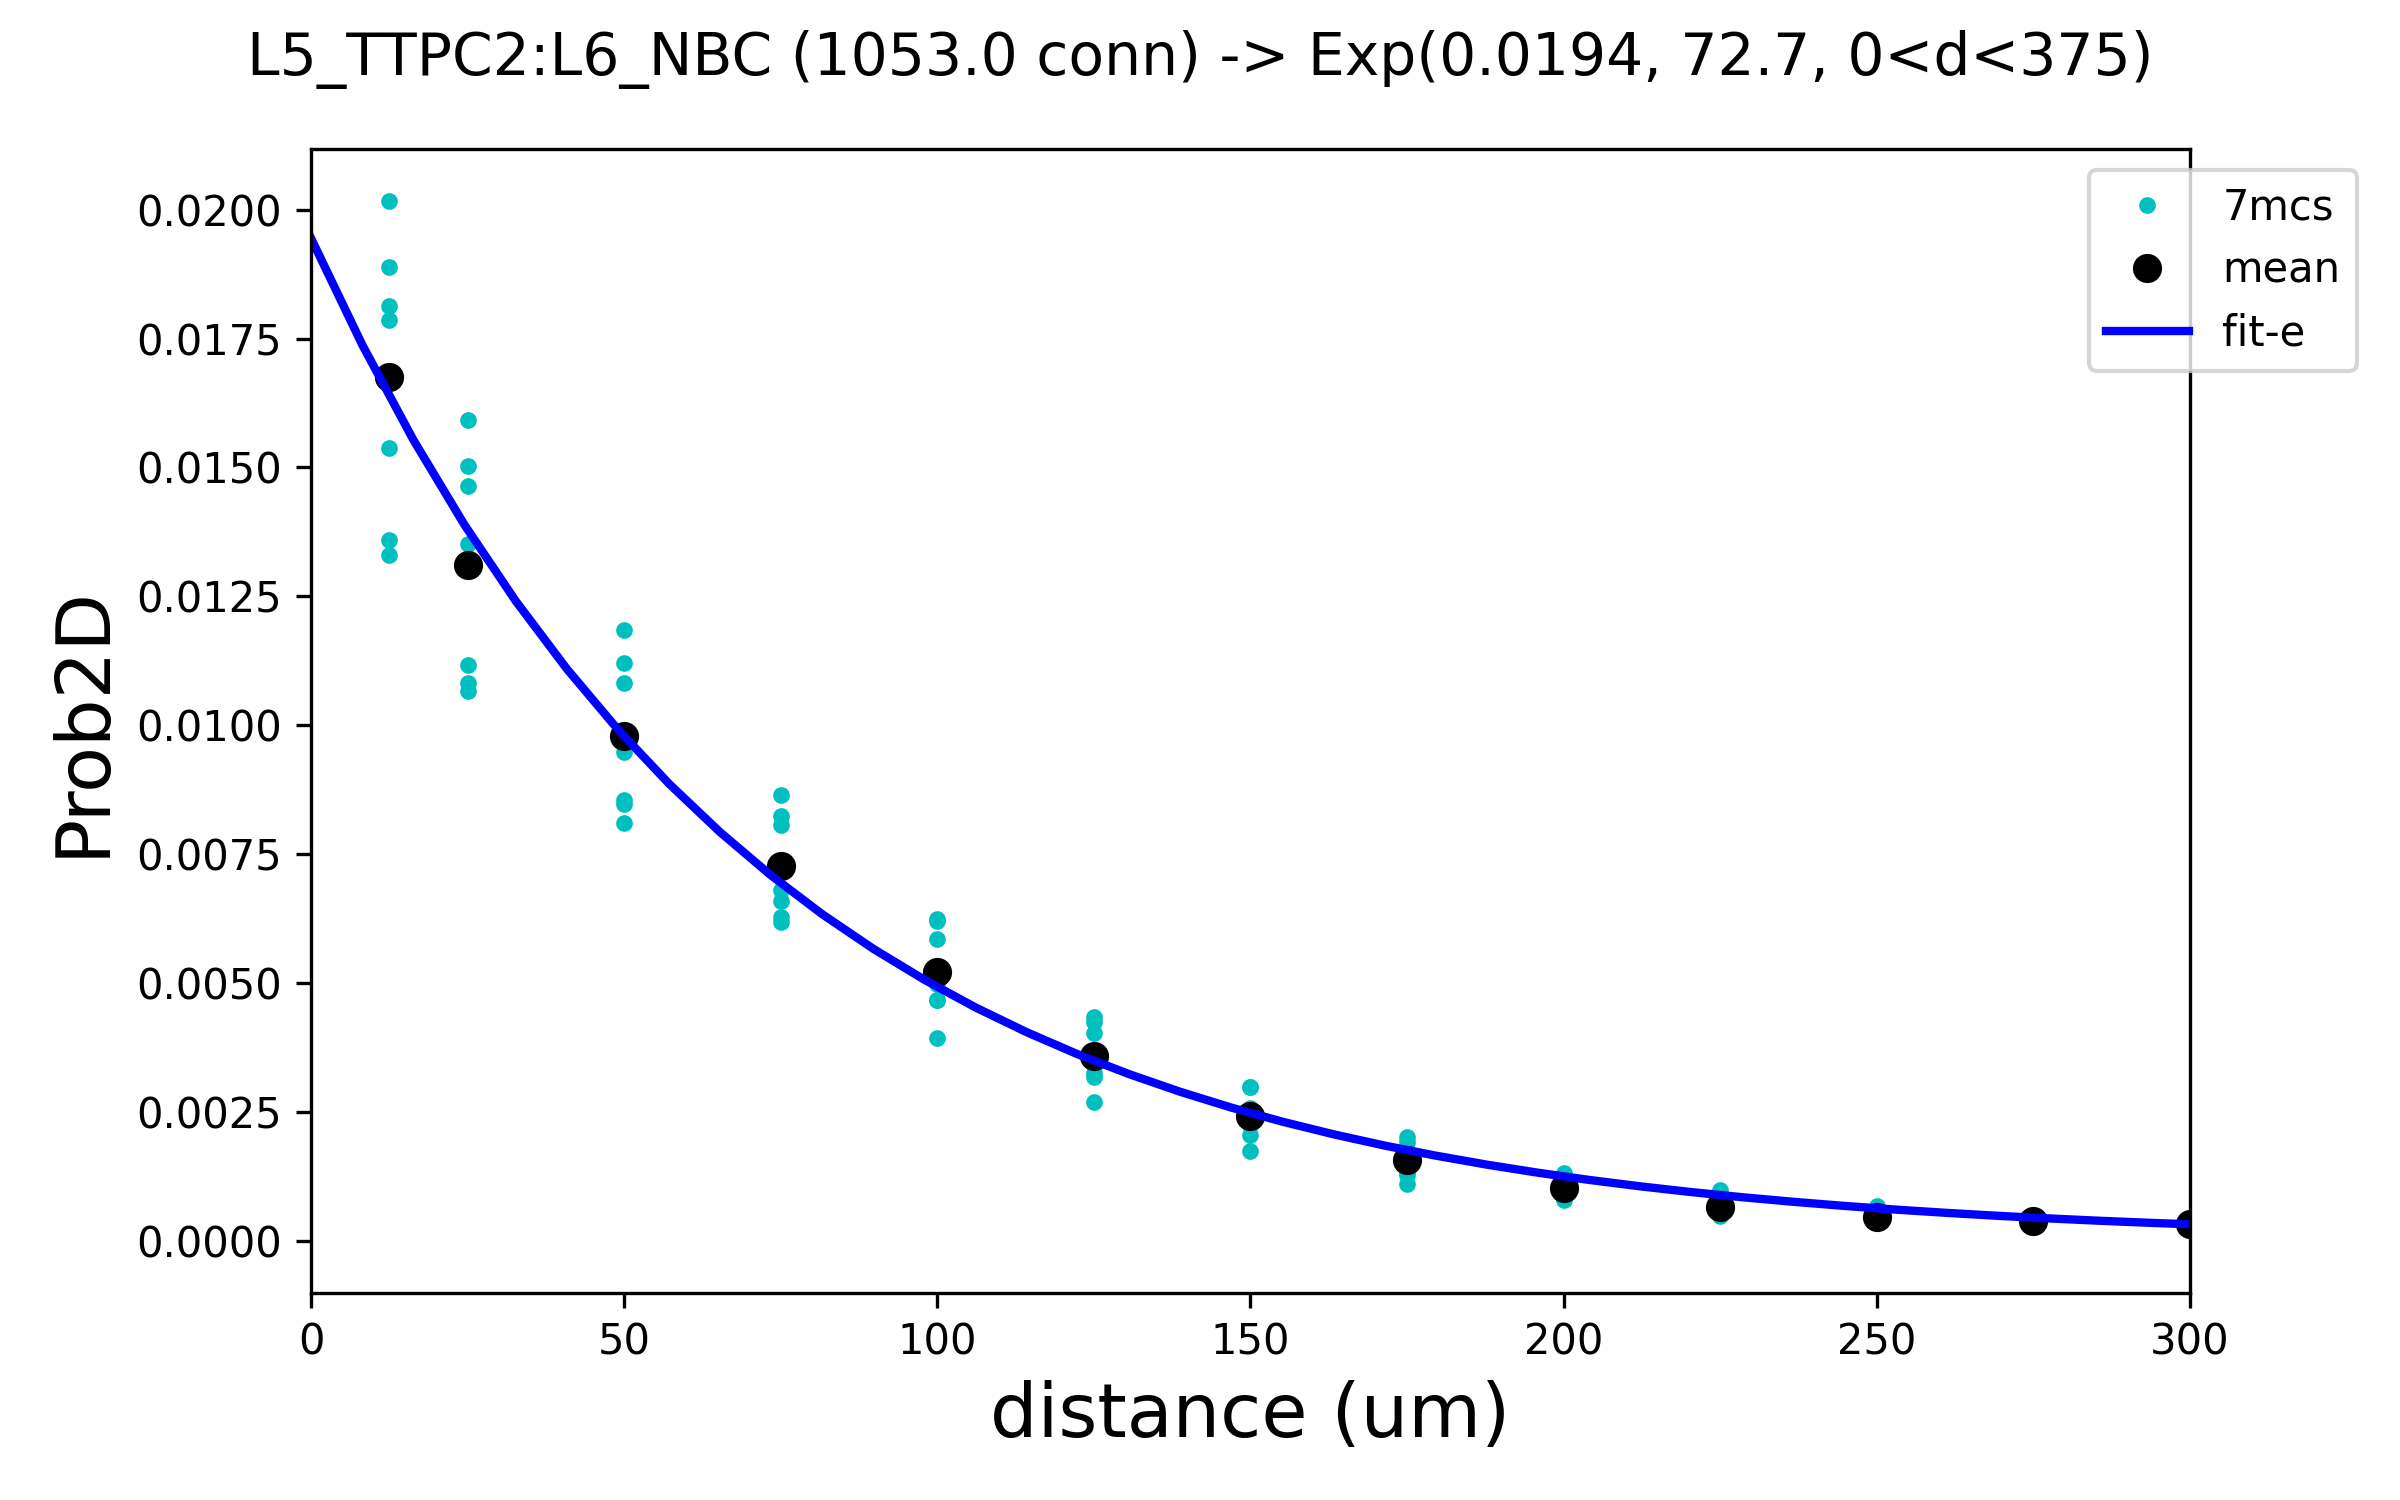 L5_TTPC2:L6_NBC (1053.0 conn) -> Exp(0.0194, 72.7, 0<d<375)
7mcs
mean
fit-e
Prob2D
0.0200
0.0175
0.0150
0.0125
0.0100
0.0075
0.0050
0.0025
0.0000
0 50 100 150 200 250 300
distance (um)